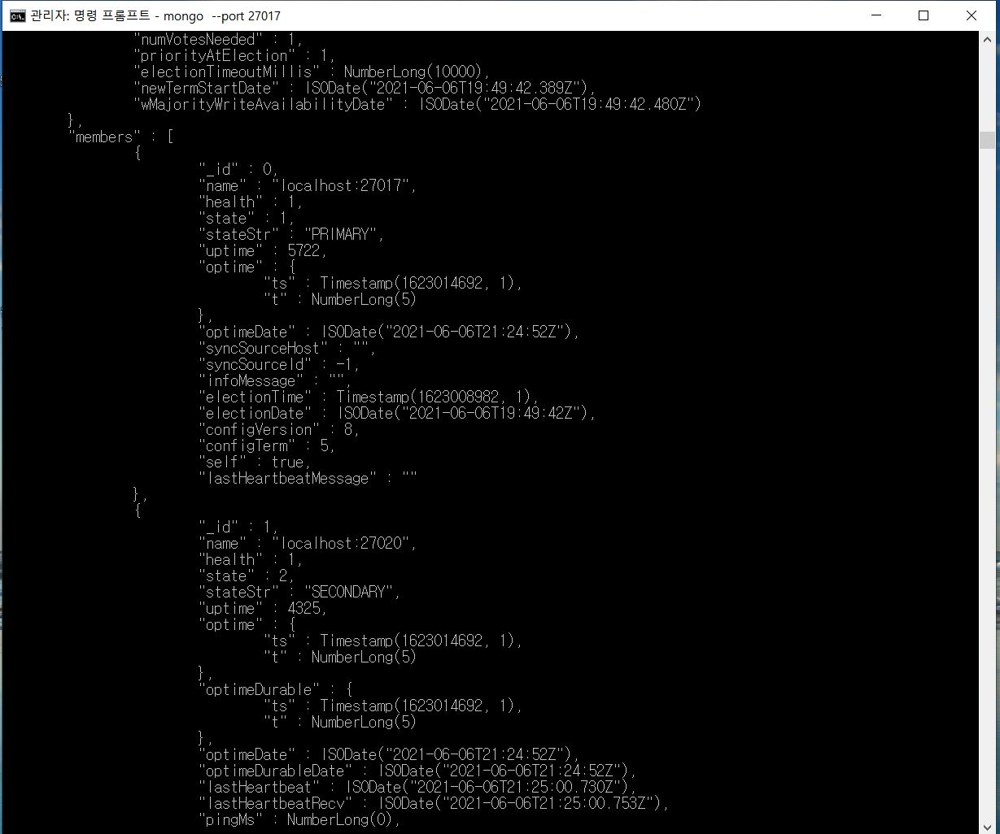 관리자: 명령 프롬프트 - mongo  --port 27017
"numVotesNeeded" : 1,
"priorityAtElection" : 1,
"electionTimeoutMillis" : NumberLong(10000),
"newTermStartDate" : ISODate("2021-06-06T19:49:42.389Z"),
"wMajorityWriteAvailabilityDate" : ISODate("2021-06-06T19:49:42.480Z")
},
"members" : [
{
"_id" : 0,
"name" : "localhost:27017",
"health" : 1,
"state" : 1,
"stateStr" : "PRIMARY",
"uptime" : 5722,
"optime" : {
"ts" : Timestamp(1623014692, 1),
"t" : NumberLong(5)
},
"optimeDate" : ISODate("2021-06-06T21:24:52Z"),
"syncSourceHost" : "",
"syncSourceId" : -1,
"infoMessage" : "",
"electionTime" : Timestamp(1623008982, 1),
"electionDate" : ISODate("2021-06-06T19:49:42Z"),
"configVersion" : 8,
"configTerm" : 5,
"self" : true,
"lastHeartbeatMessage" : ""
},
{
"_id" : 1,
"name" : "localhost:27020",
"health" : 1,
"state" : 2,
"stateStr" : "SECONDARY",
"uptime" : 4325,
"optime" : {
"ts" : Timestamp(1623014692, 1),
"t" : NumberLong(5)
},
"optimeDurable" : {
"ts" : Timestamp(1623014692, 1),
"t" : NumberLong(5)
},
"optimeDate" : ISODate("2021-06-06T21:24:52Z"),
"optimeDurableDate" : ISODate("2021-06-06T21:24:52Z"),
"lastHeartbeat" : ISODate("2021-06-06T21:25:00.730Z"),
"lastHeartbeatRecv" : ISODate("2021-06-06T21:25:00.753Z"),
"pingMs" : NumberLong(0),